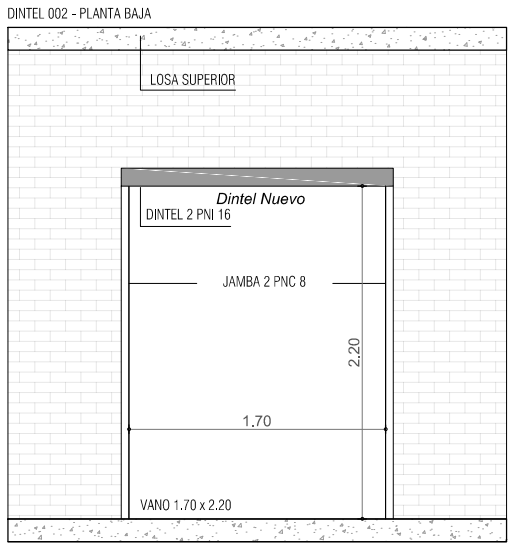 DINTEL 002 - PLANTA BAJA
LOSA SUPERIOR
Dintel Nuevo
DINTEL 2 PNI 16
JAMBA 2 PNC 8
2.20
1.70
VANO 1.70 x 2.20